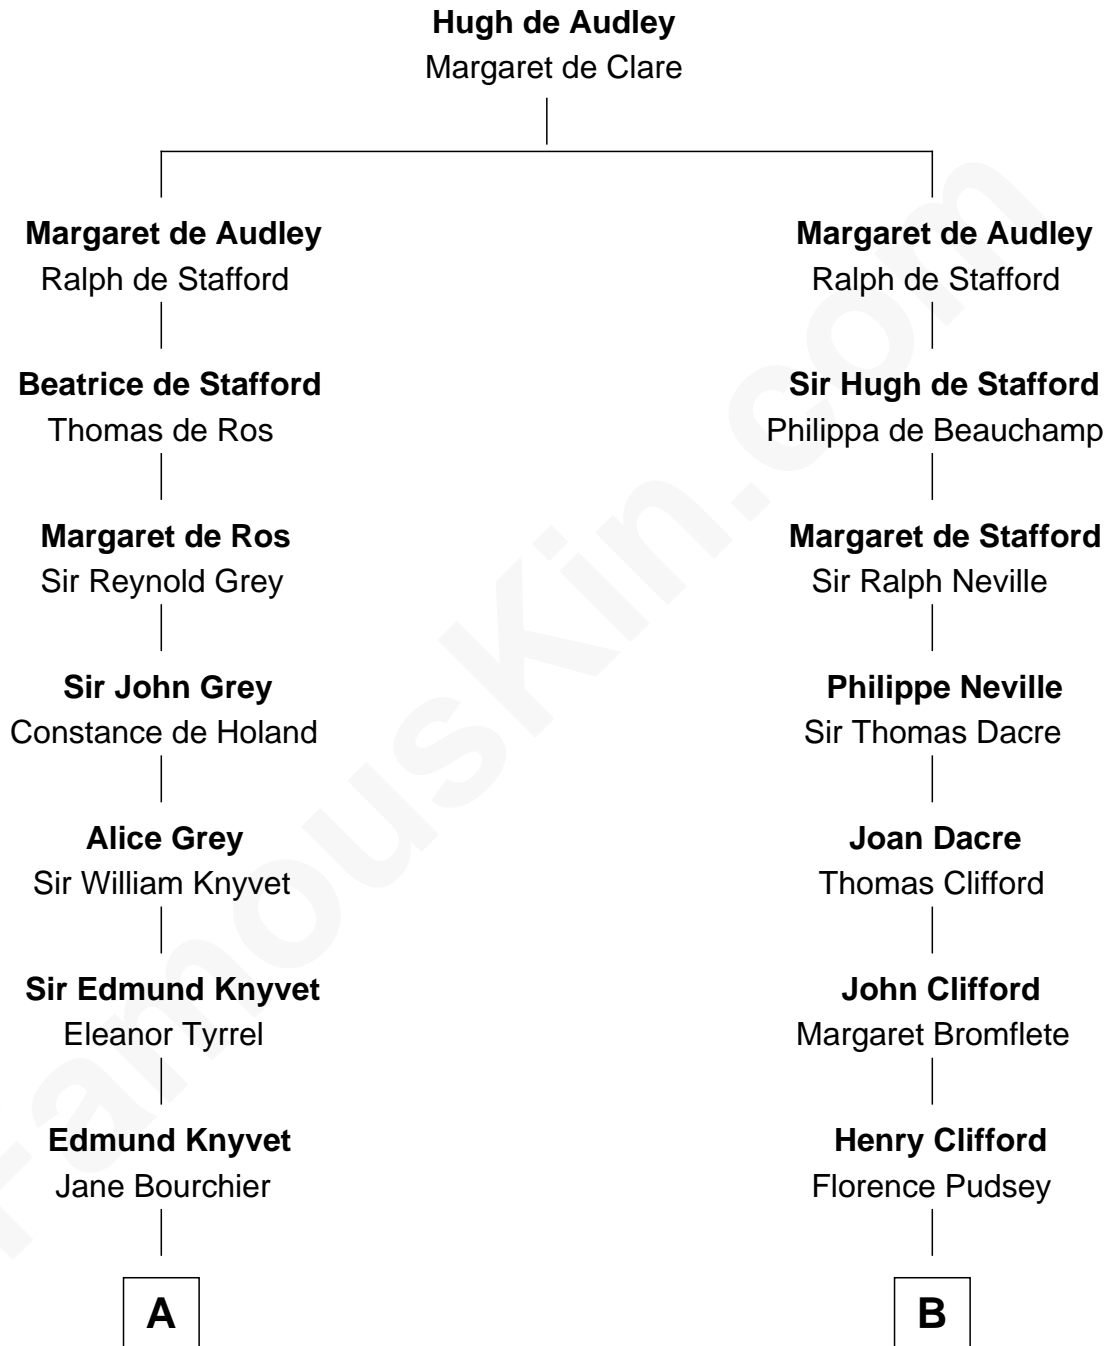 Hugh de Audley
Margaret de Clare
Margaret de Audley
Ralph de Stafford
Margaret de Audley
Ralph de Stafford
Beatrice de Stafford
Thomas de Ros
Sir Hugh de Stafford
Philippa de Beauchamp
Margaret de Ros
Sir Reynold Grey
Margaret de Stafford
Sir Ralph Neville
Sir John Grey
Constance de Holand
Philippe Neville
Sir Thomas Dacre
Alice Grey
Sir William Knyvet
Joan Dacre
Thomas Clifford
Sir Edmund Knyvet
Eleanor Tyrrel
John Clifford
Margaret Bromflete
Edmund Knyvet
Jane Bourchier
Henry Clifford
Florence Pudsey
A
B
FamousKin.com